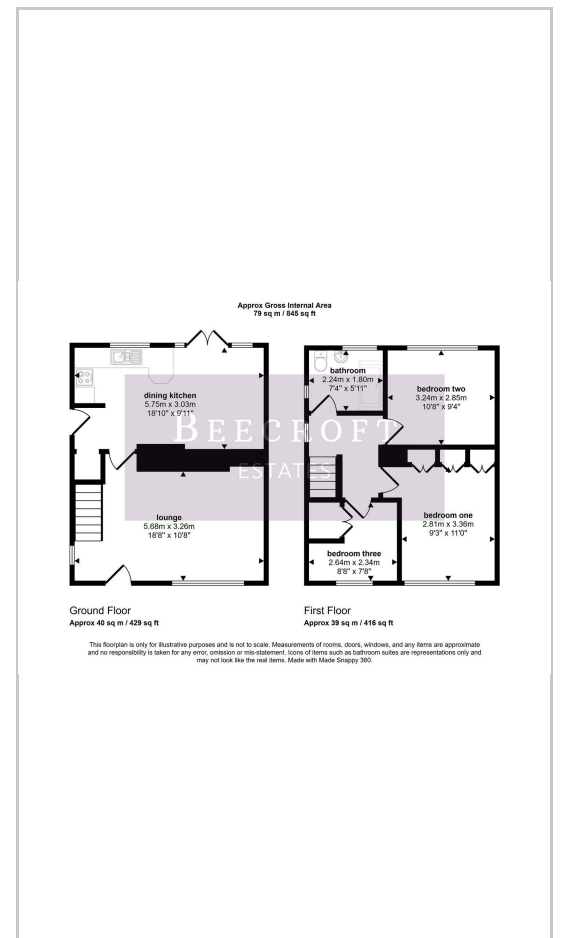 Approx Gross Internal Area
79 sq m / 845 sq ft
dining kitchen
5.75m x 3.03m
18'10" x 9'11"
bathroom
2.24m x 1.80m
7'4" x 5'11"
bedroom two
3.24m x 2.85m
10'8" x 9'4"
BEECROFT
ESTATES
lounge
5.68m x 3.26m
18'8" x 10'8"
bedroom one
2.81m x 3.36m
9'3" x 11'0"
bedroom three
2.64m x 2.34m
8'8" x 7'8"
Ground Floor
Approx 40 sq m / 429 sq ft
First Floor
Approx 39 sq m / 416 sq ft
This floorplan is only for illustrative purposes and is not to scale. Measurements of rooms, doors, windows, and any items are approximate
and no responsibility is taken for any error, omission or mis-statement. Icons of items such as bathroom suites are representations only and
may not look like the real items. Made with Made Snappy 360.